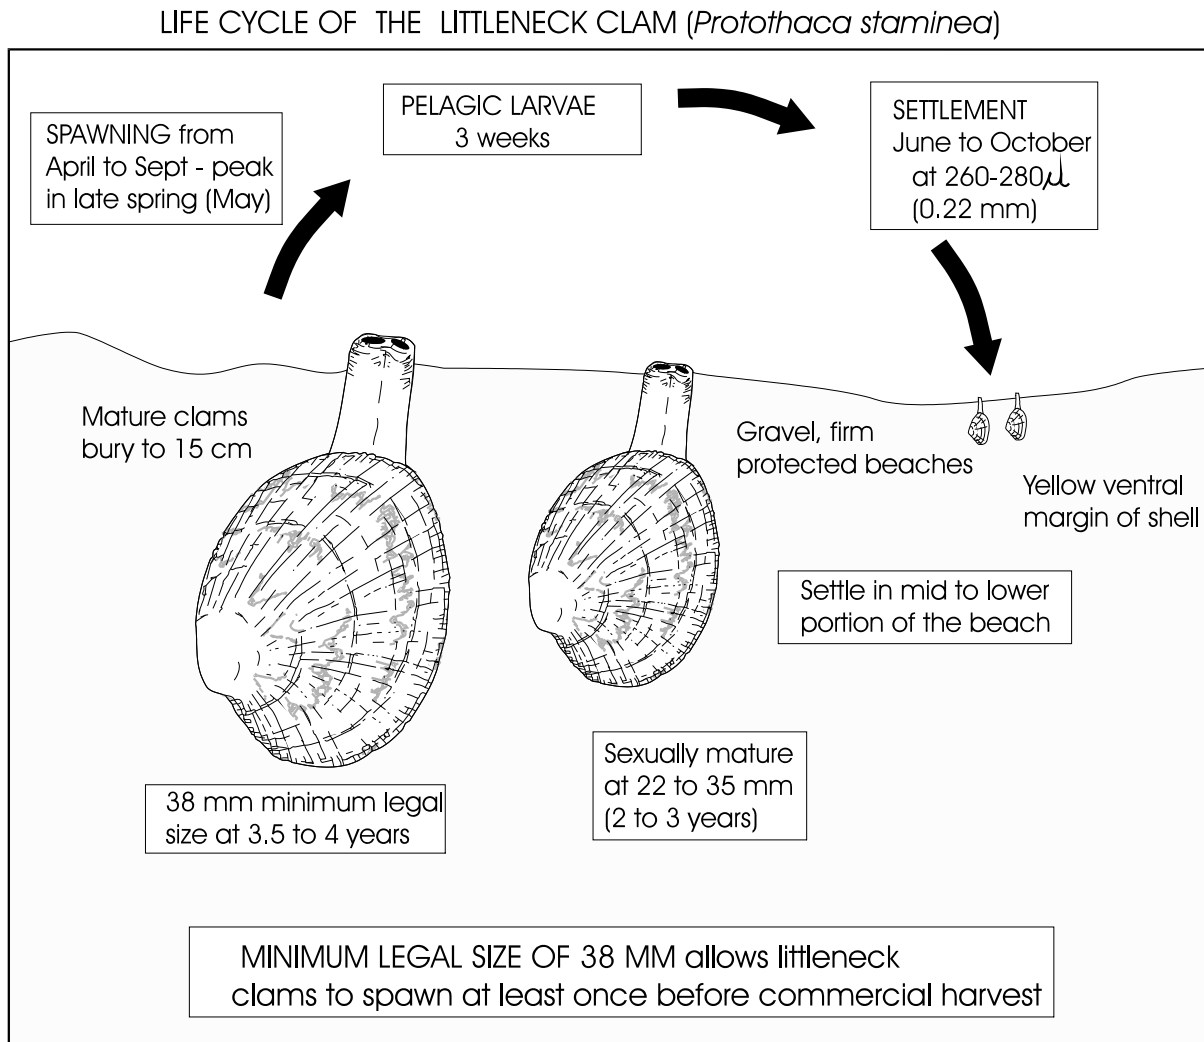 LIFE CYCLE OF THE LITTLENECK CLAM (Protothaca staminea)
SPAWNING from
April to Sept - peak
in late spring (May)
PELAGIC LARVAE
3 weeks
SETTLEMENT
June to October
at 260-280μ
(0.22 mm)
Mature clams
bury to 15 cm
Gravel, firm
protected beaches
Yellow ventral
margin of shell
Settle in mid to lower
portion of the beach
Sexually mature
at 22 to 35 mm
(2 to 3 years)
38 mm minimum legal
size at 3.5 to 4 years
MINIMUM LEGAL SIZE OF 38 MM allows littleneck
clams to spawn at least once before commercial harvest